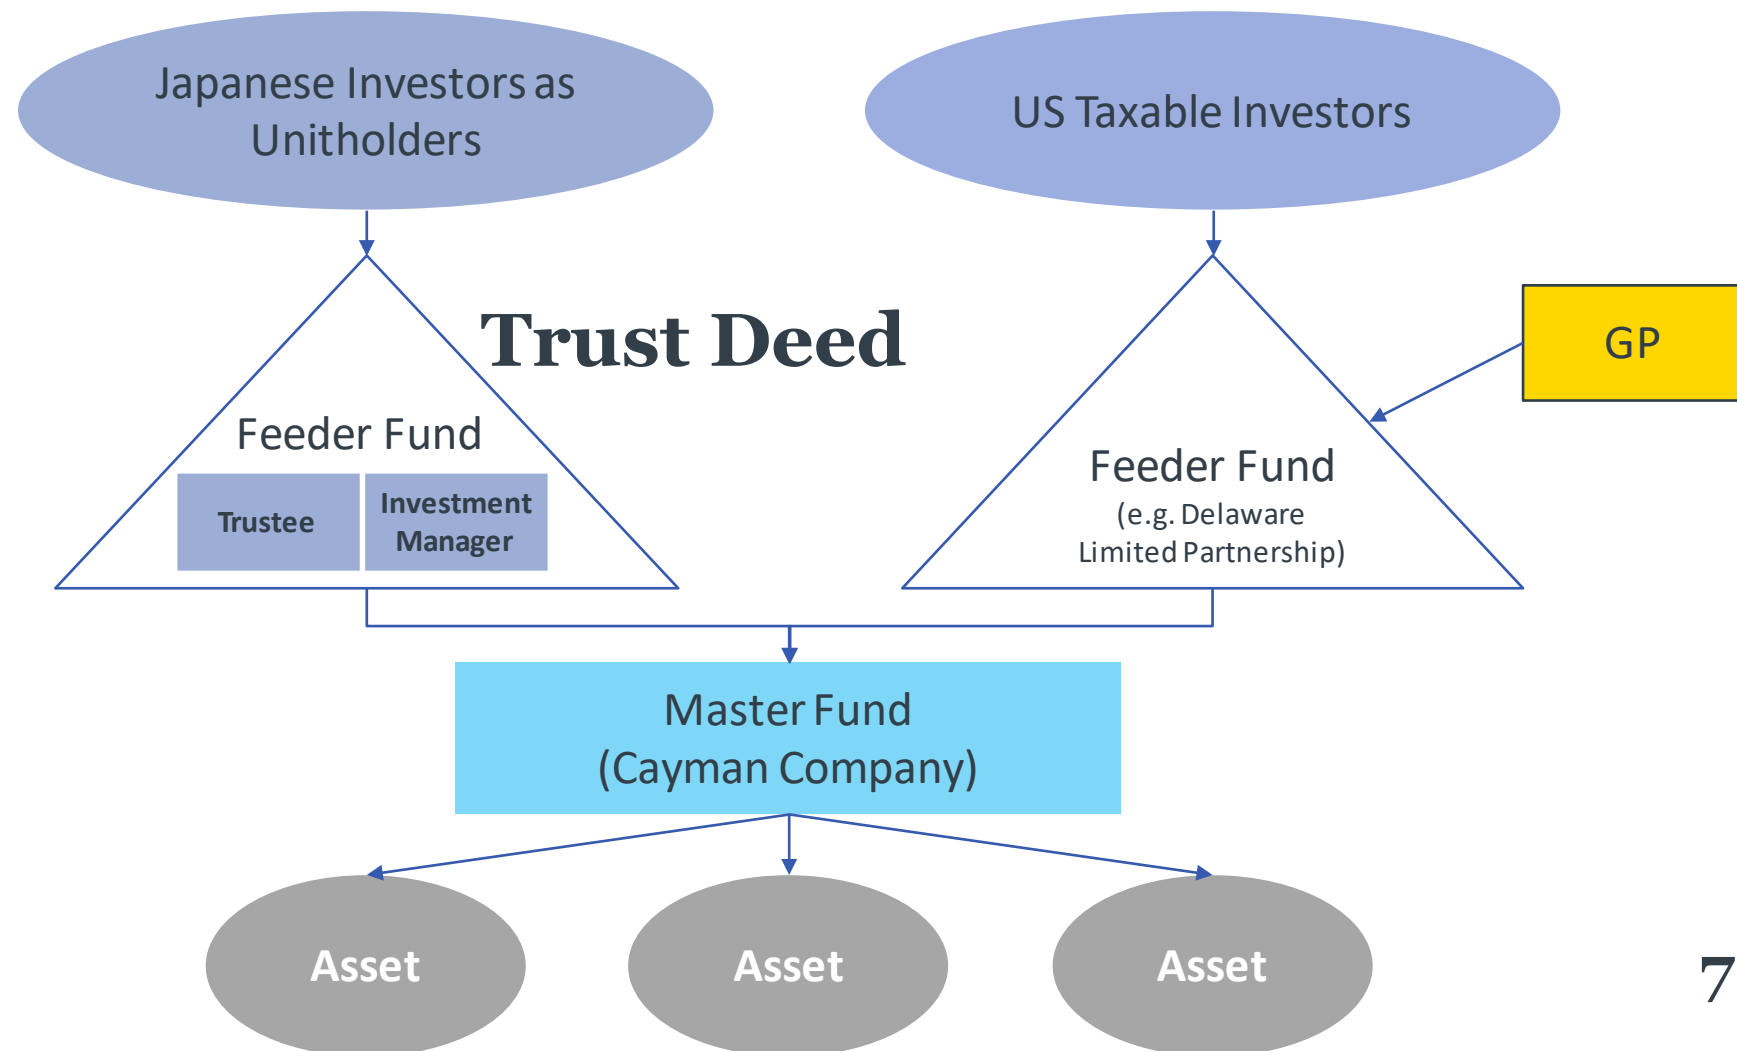 Japanese Investors as
Unitholders
US Taxable Investors
Trust Deed
GP
Feeder Fund
Trustee
Investment
Manager
Feeder Fund
(e.g. Delaware
Limited Partnership)
Master Fund
(Cayman Company)
Asset
Asset
Asset
7